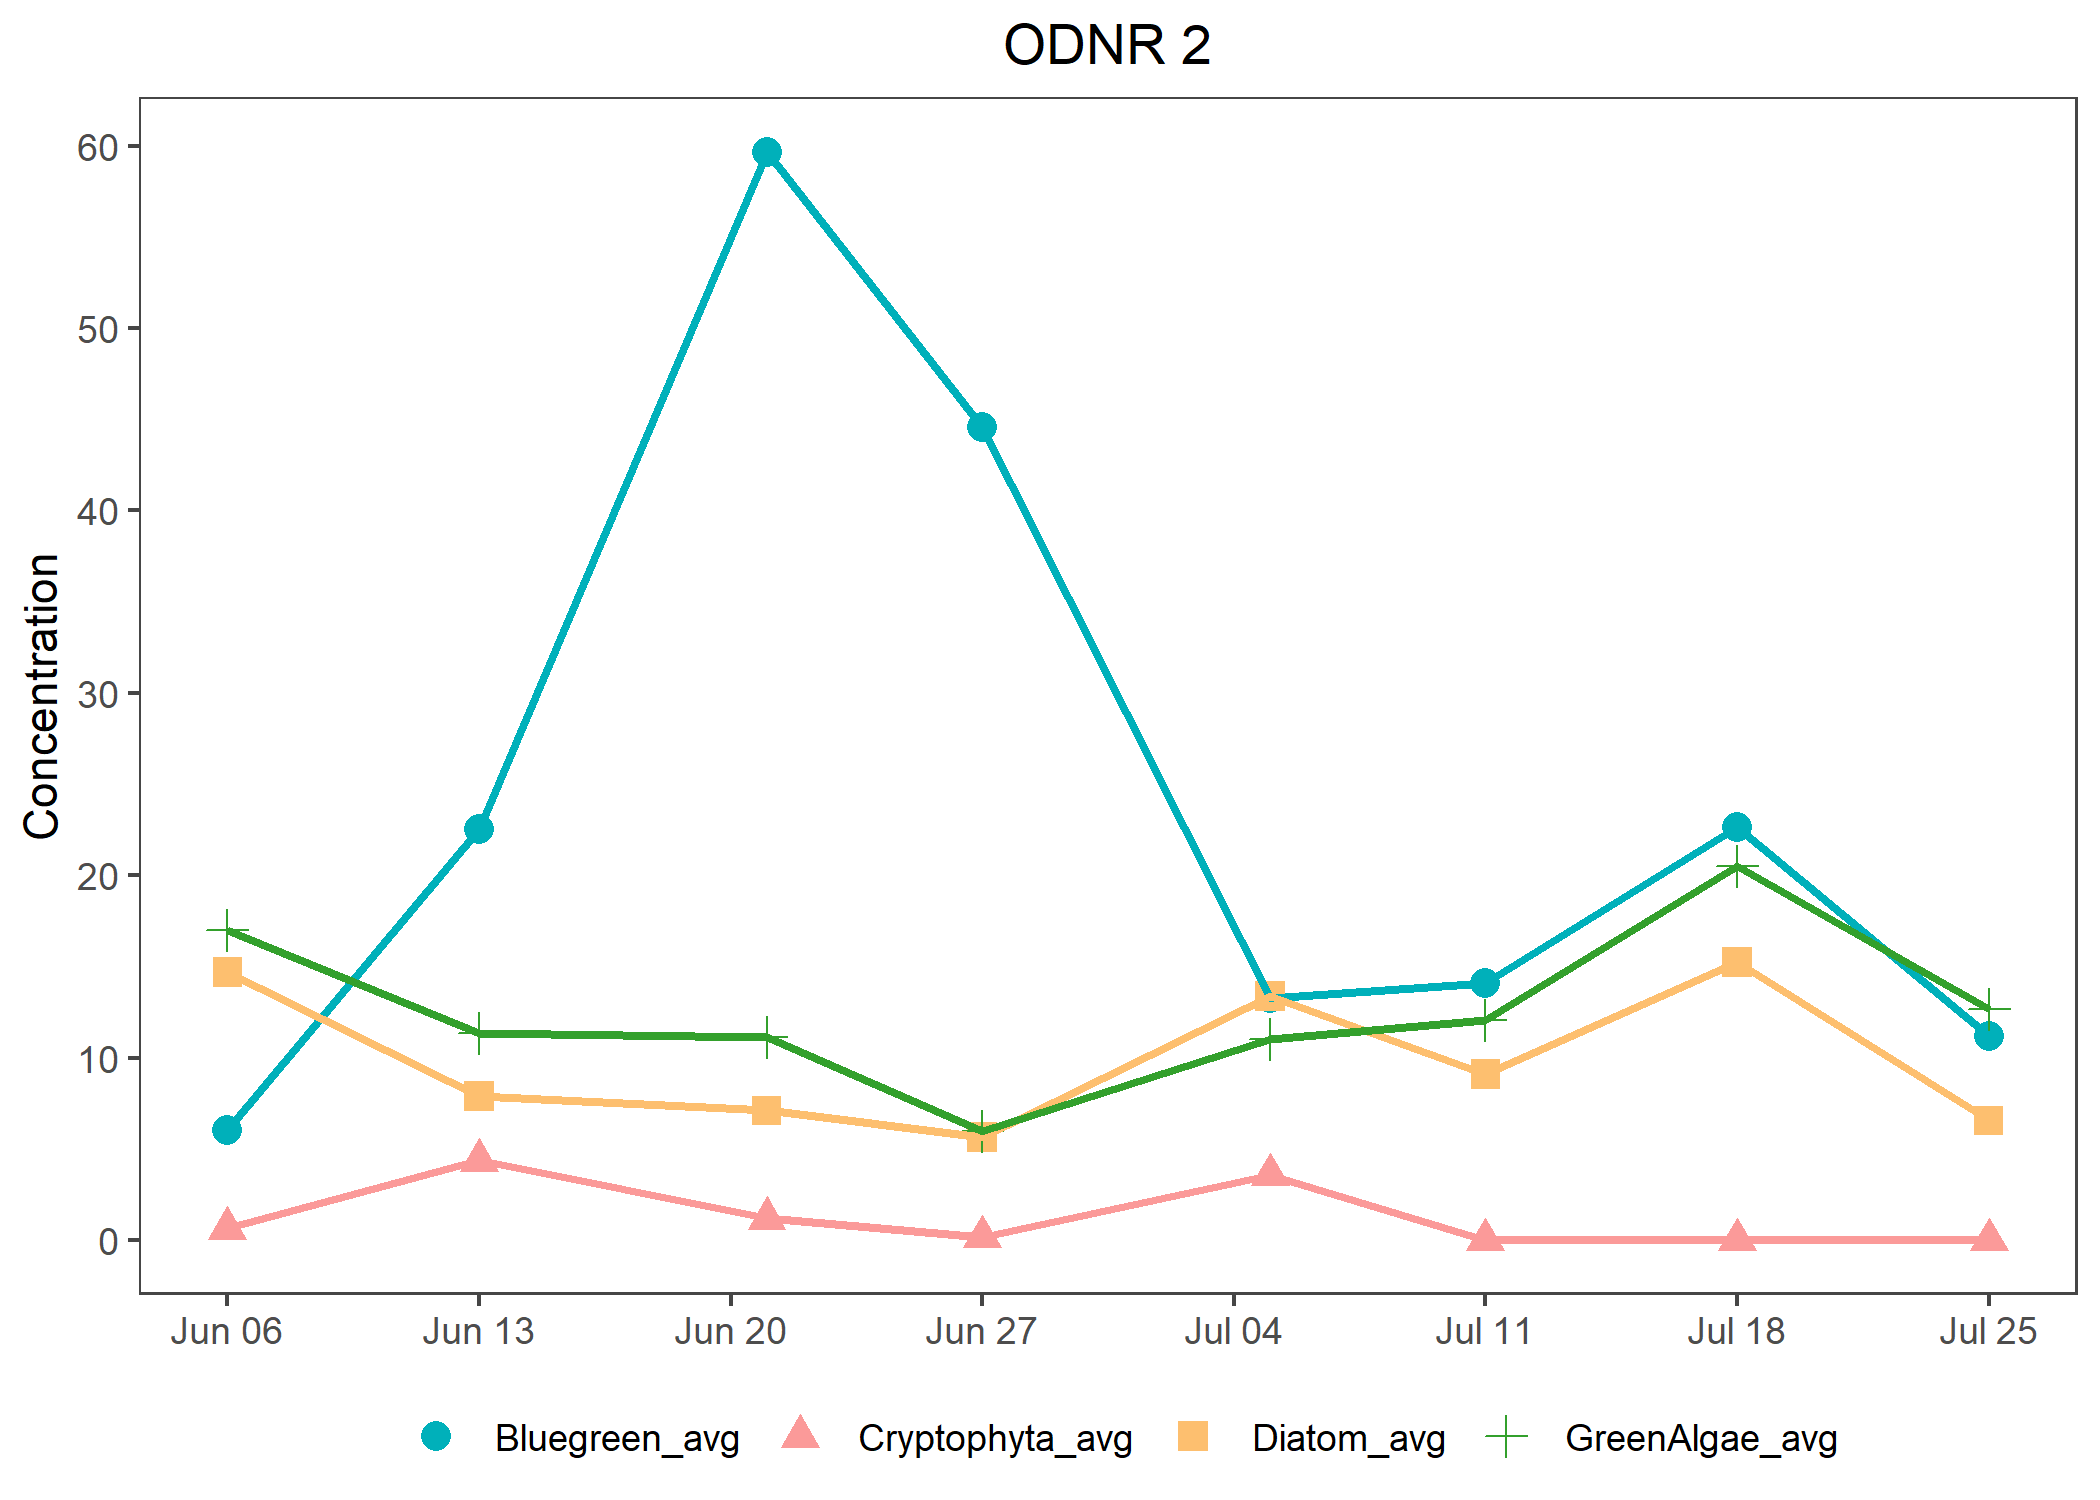 ODNR 2
Concentration
60
50
40
30
20
10
0
Jun 06 Jun 13 Jun 20 Jun 27 Jul 04 Jul 11 Jul 18 Jul 25
Bluegreen_avg Cryptophyta_avg Diatom_avg GreenAlgae_avg